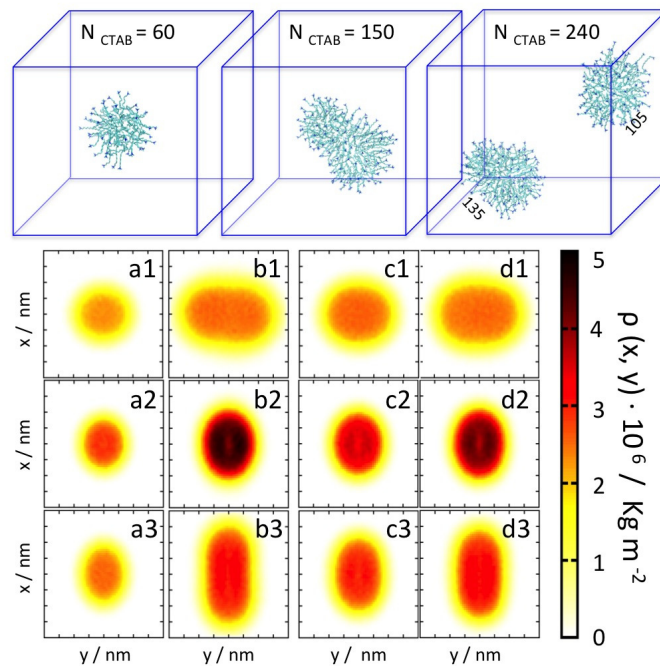 N CTAB = 60
N CTAB = 150
N CTAB = 240
105
135
a1
b1
c1
d1
x / nm
a2
b2
c2
d2
x / nm
a3
b3
c3
d3
x / nm
y / nm
y / nm
y / nm
y / nm
5
4
3
2
1
0
ρ (x, y) · 10⁶ / Kg m⁻²